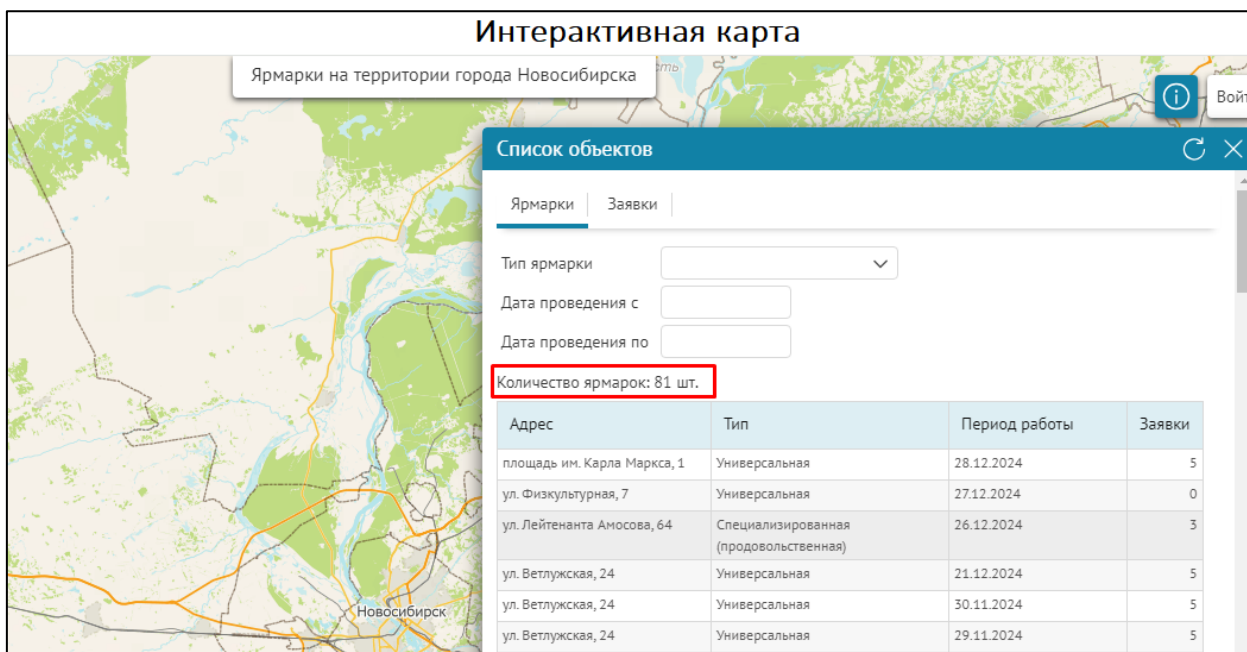 Интерактивная карта
Ярмарки на территории города Новосибирска
Войт
Список объектов
Ярмарки Заявки
Тип ярмарки
Дата проведения с
Дата проведения по
Количество ярмарок: 81 шт.
Адрес Тип Период работы Заявки
площадь им. Карла Маркса, 1 Универсальная 28.12.2024 5
ул. Физкультурная, 7 Универсальная 27.12.2024 0
ул. Лейтенанта Амосова, 64 Специализированная 26.12.2024 3
(продовольственная)
ул. Ветлужская, 24 Универсальная 21.12.2024 5
ул. Ветлужская, 24 Универсальная 30.11.2024 5
ул. Ветлужская, 24 Универсальная 29.11.2024 5
Новосибирск